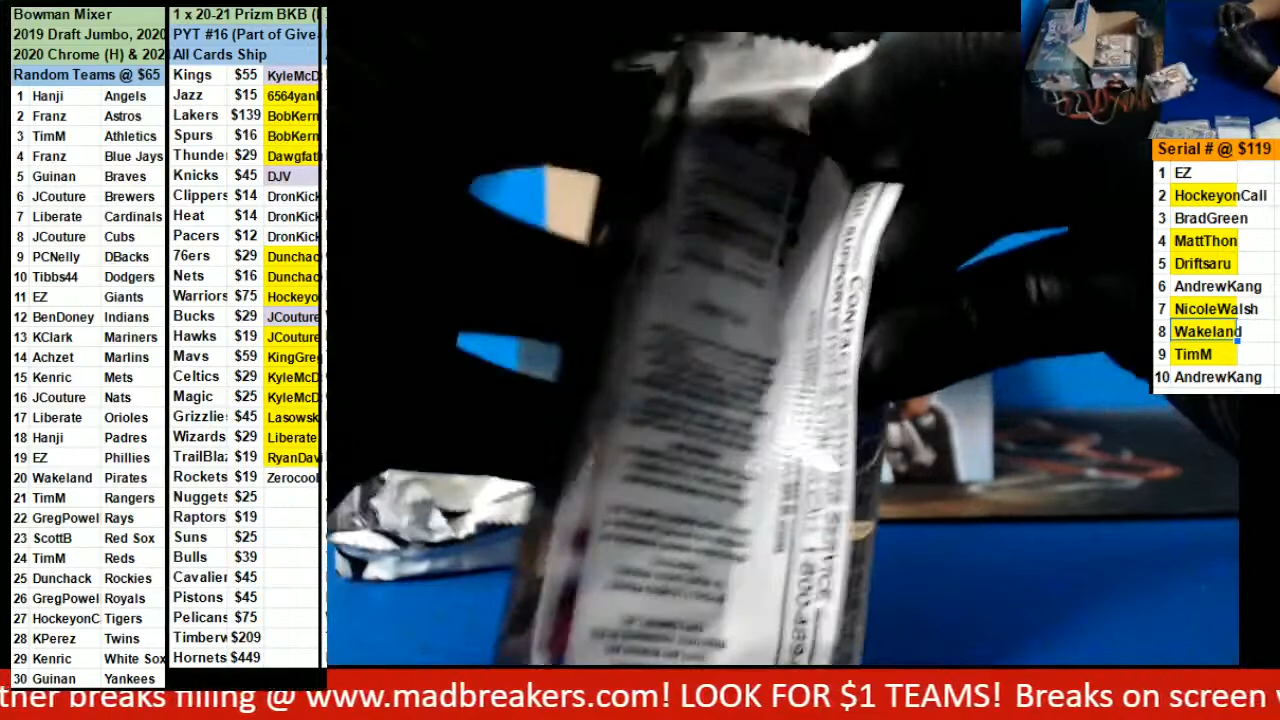 Bowman Mixer
2019 Draft Jumbo, 2020
2020 Chrome (H) & 202
Random Teams @ $65
1 Hanji Angels
2 Franz Astros
3 TimM Athletics
4 Franz Blue Jays
5 Guinan Braves
6 JCouture Brewers
7 Liberate Cardinals
8 JCouture Cubs
9 PCNelly DBacks
10 Tibbs44 Dodgers
11 EZ Giants
12 BenDoney Indians
13 KClark Mariners
14 Achzet Marlins
15 Kenric Mets
16 JCouture Nats
17 Liberate Orioles
18 Hanji Padres
19 EZ Phillies
20 Wakeland Pirates
21 TimM Rangers
22 GregPowel Rays
23 ScottB Red Sox
24 TimM Reds
25 Dunchack Rockies
26 GregPowel Royals
27 HockeyonC Tigers
28 KPerez Twins
29 Kenric White Sox
30 Guinan Yankees
1 x 20-21 Prizm BKB (
PYT #16 (Part of Give
All Cards Ship
Kings $55 KyleMcD
Jazz $15 6564yan
Lakers $139 BobKern
Spurs $16 BobKern
Thunde $29 Dawgfat
Knicks $45 DJV
Clippers $14 DronKick
Heat $14 DronKick
Pacers $12 DronKick
76ers $29 Dunchac
Nets $16 Dunchac
Warriors $75 Hockeyo
Bucks $29 JCouture
Hawks $19 JCouture
Mavs $59 KingGre
Celtics $29 KyleMcD
Magic $25 KyleMcD
Grizzlie $45 Lasowsk
Wizards $29 Liberate
TrailBla $19 RyanDav
Rockets $19 Zerocool
Nuggets $25
Raptors $19
Suns $25
Bulls $39
Cavalie $45
Pistons $45
Pelicans $75
Timberw $209
Hornets $449
Serial # @ $119
1 EZ
2 HockeyonCall
3 BradGreen
4 MattThon
5 Driftsaru
6 AndrewKang
7 NicoleWalsh
8 Wakeland
9 TimM
10 AndrewKang
ther breaks filling @ www.madbreakers.com! LOOK FOR $1 TEAMS! Breaks on screen